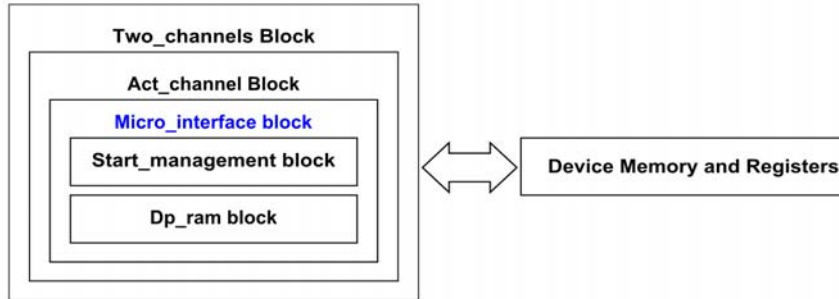 Two_channels Block
Act_channel Block
Micro_interface block
Start_management block
Dp_ram block
Device Memory and Registers